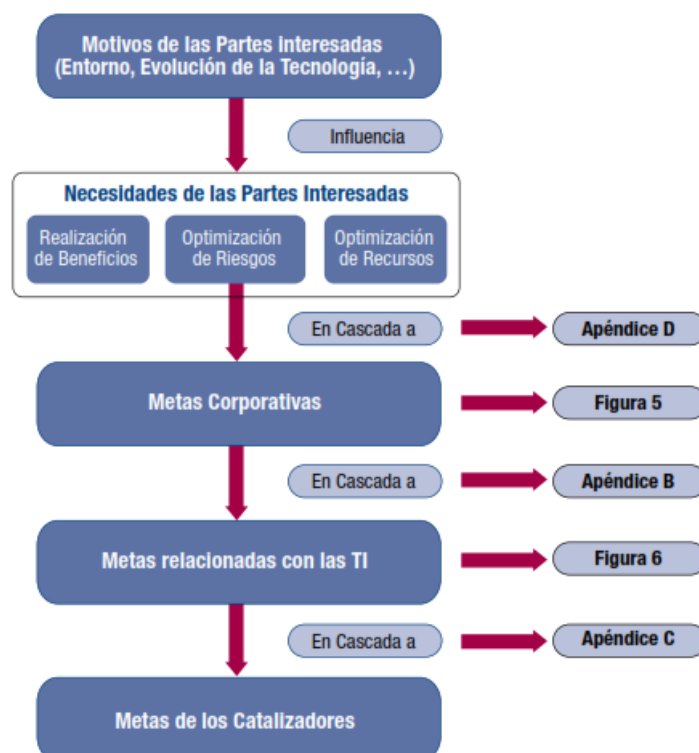 Motivos de las Partes interesadas
(Entorno, Evolución de la Tecnología, …)
Influencia
Necesidades de las Partes Interesadas
Realización
de Beneficios
Optimización
de Riesgos
Optimización
de Recursos
En Cascada a
Apéndice D
Metas Corporativas
Figura 5
En Cascada a
Apéndice B
Metas relacionadas con las TI
Figura 6
En Cascada a
Apéndice C
Metas de los Catalizadores